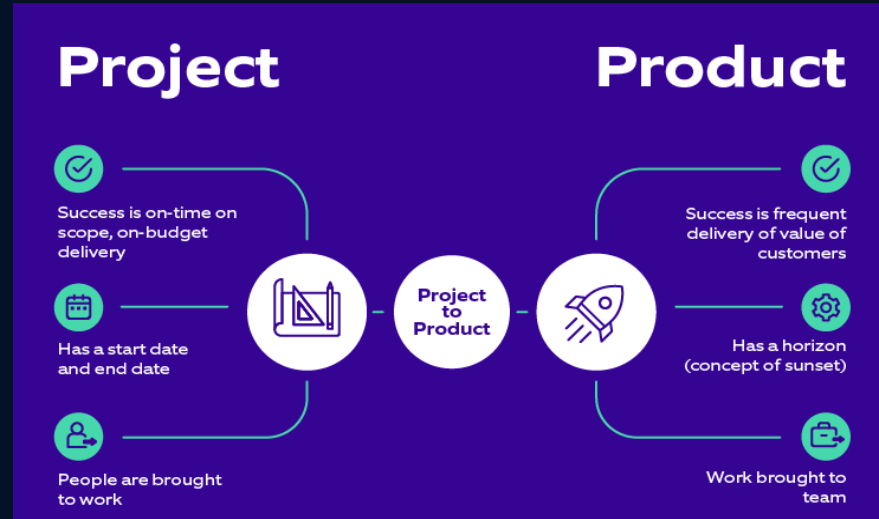 Project
Product
Success is on-time on
scope, on-budget
delivery
Has a start date
and end date
People are brought
to work
Project
to
Product
Success is frequent
delivery of value of
customers
Has a horizon
(concept of sunset)
Work brought to
team